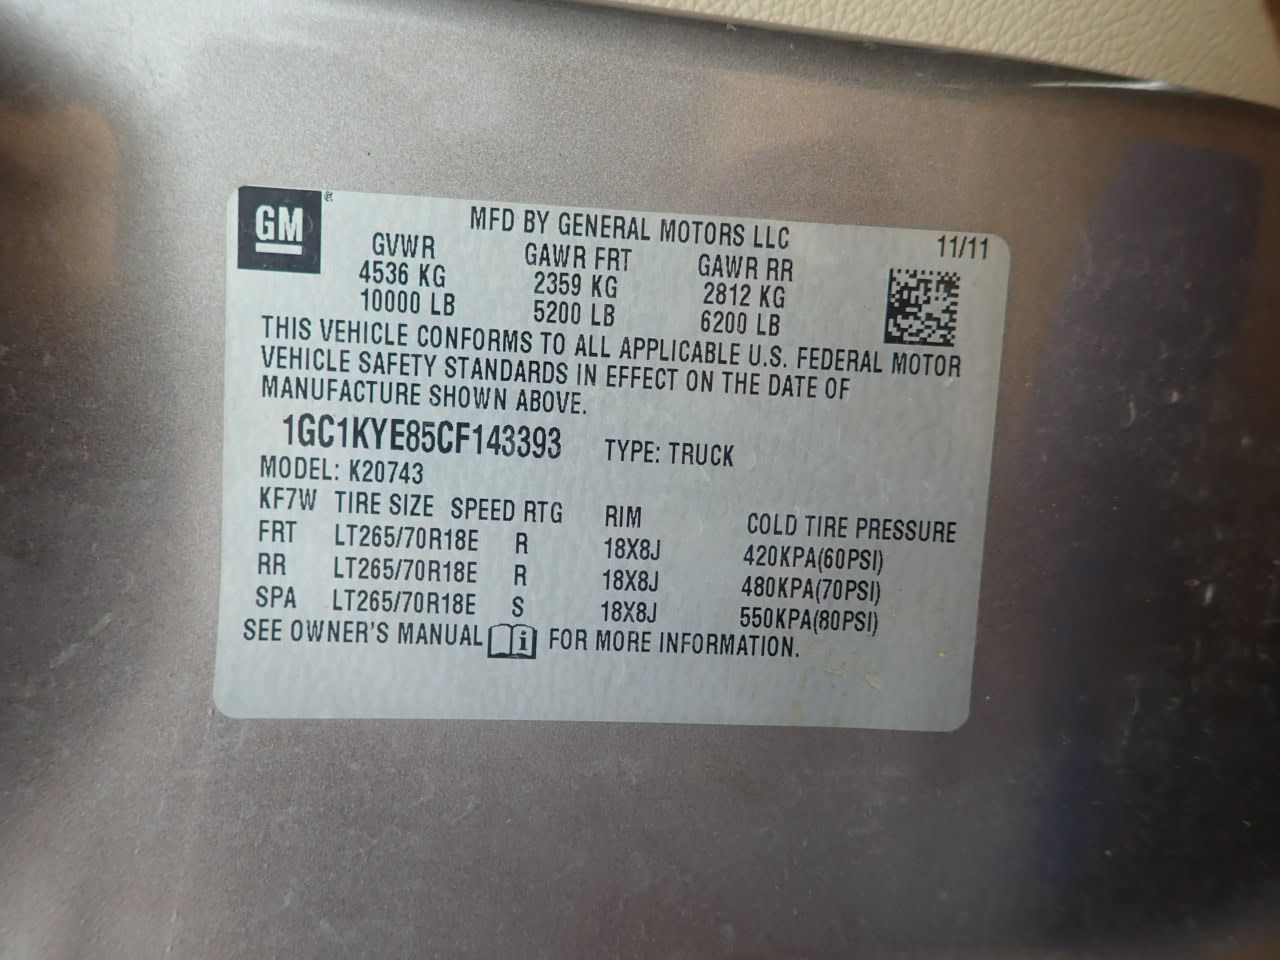 GM®
MFD BY GENERAL MOTORS LLC 11/11
GVWR GAWR FRT GAWR RR
4536 KG 2359 KG 2812 KG
10000 LB 5200 LB 6200 LB
THIS VEHICLE CONFORMS TO ALL APPLICABLE U.S. FEDERAL MOTOR
VEHICLE SAFETY STANDARDS IN EFFECT ON THE DATE OF
MANUFACTURE SHOWN ABOVE.
1GC1KYE85CF143393 TYPE: TRUCK
MODEL: K20743
KF7W TIRE SIZE SPEED RTG RIM COLD TIRE PRESSURE
FRT LT265/70R18E R 18X8J 420KPA(60PSI)
RR LT265/70R18E R 18X8J 480KPA(70PSI)
SPA LT265/70R18E S 18X8J 550KPA(80PSI)
SEE OWNER'S MANUAL i FOR MORE INFORMATION.